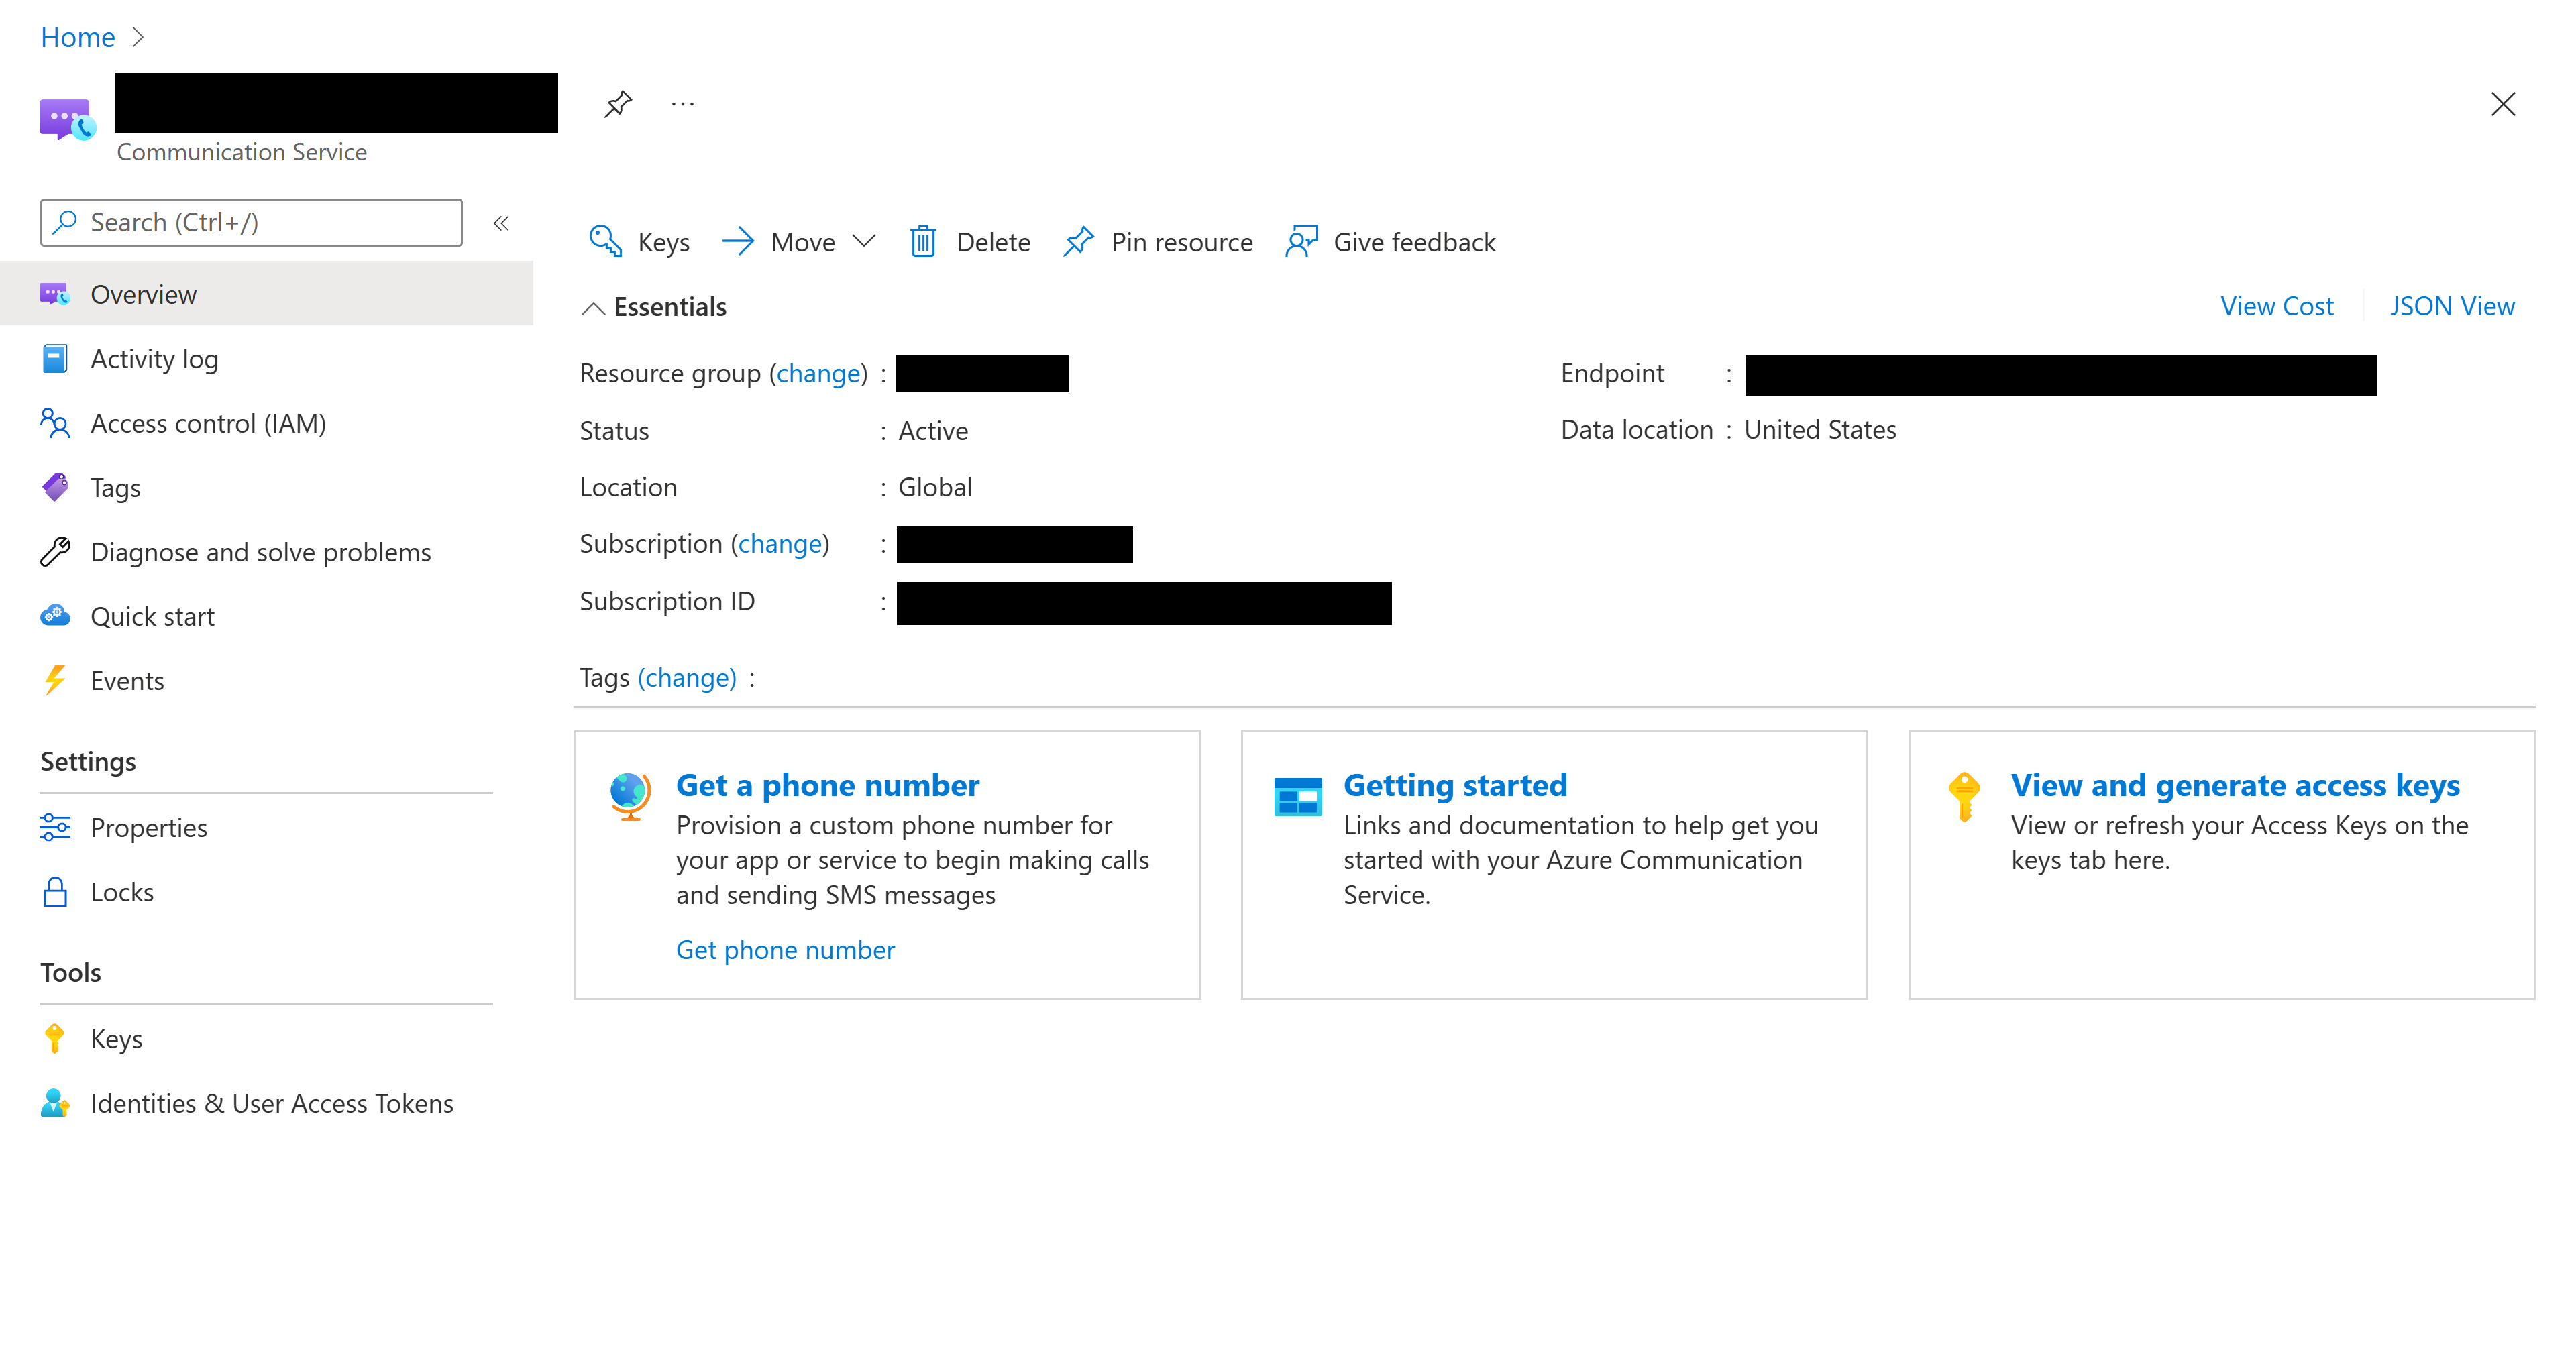 Home
Communication Service
Search (Ctrl+/)
Overview
Activity log
Access control (IAM)
Tags
Diagnose and solve problems
Quick start
Events
Settings
Properties
Locks
Tools
Keys
Identities & User Access Tokens
Keys Move Delete Pin resource Give feedback
Essentials
View Cost JSON View
Resource group (change) :
Status : Active
Location : Global
Subscription (change) :
Subscription ID :
Endpoint :
Data location : United States
Tags (change) :
Get a phone number
Provision a custom phone number for
your app or service to begin making calls
and sending SMS messages
Get phone number
Getting started
Links and documentation to help get you
started with your Azure Communication
Service.
View and generate access keys
View or refresh your Access Keys on the
keys tab here.